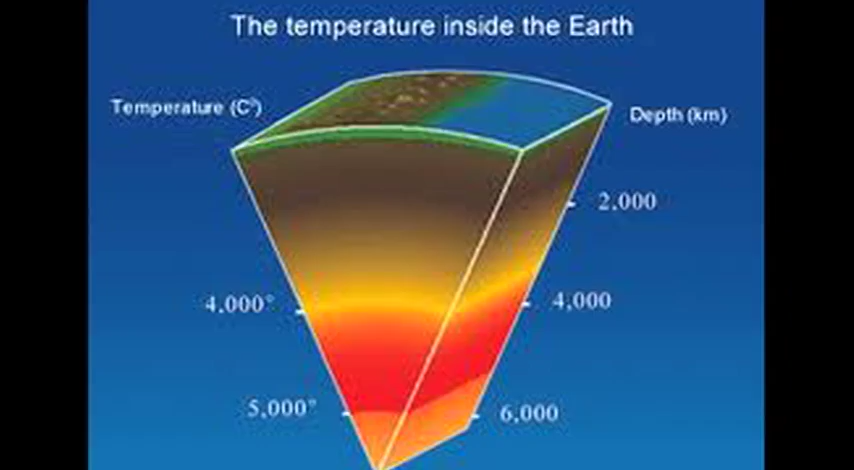 The temperature inside the Earth
Temperature (C°)
Depth (km)
2,000
4,000°
4,000
5,000°
6,000